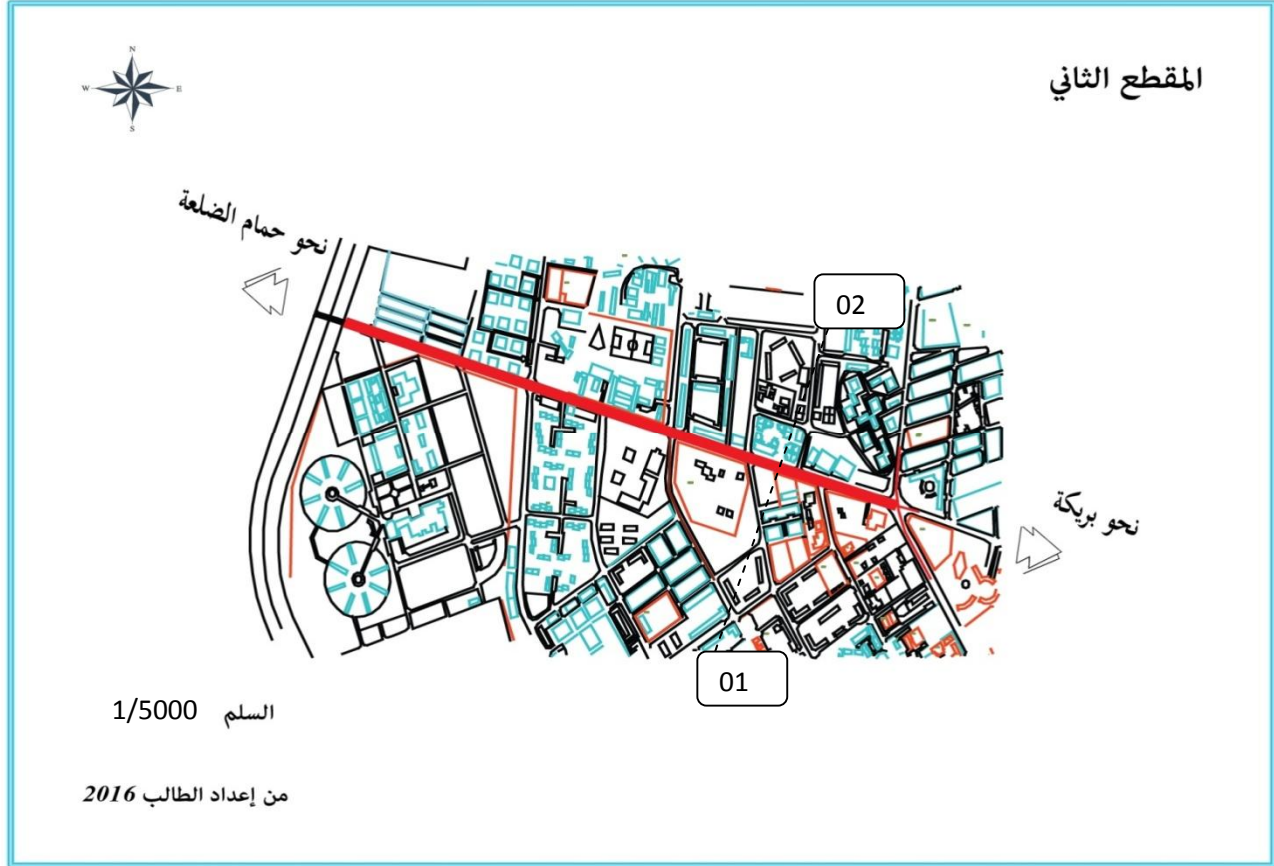 المقطع الثاني
N
W E
S
نحو حمام الضلعة
02
نحو بريكة
01
السلم 1/5000
من إعداد الطالب 2016